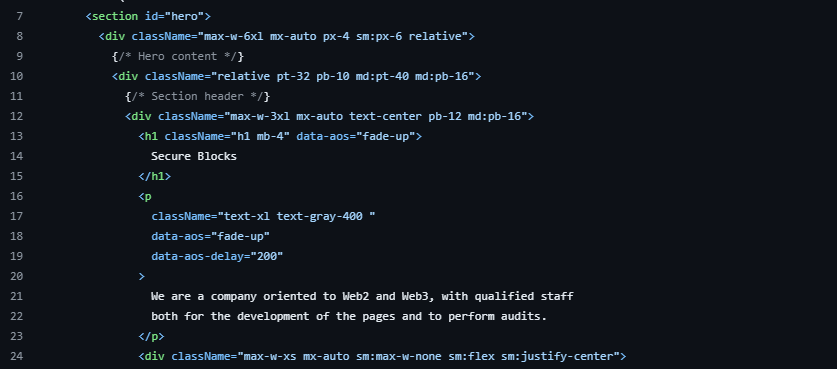 7 <section id="hero">
8 <div className="max-w-6xl mx-auto px-4 sm:px-6 relative">
9 {/* Hero content */}
10 <div className="relative pt-32 pb-10 md:pt-40 md:pb-16">
11 {/* Section header */}
12 <div className="max-w-3xl mx-auto text-center pb-12 md:pb-16">
13 <h1 className="h1 mb-4" data-aos="fade-up">
14 Secure Blocks
15 </h1>
16 <p
17 className="text-xl text-gray-400 "
18 data-aos="fade-up"
19 data-aos-delay="200"
20 >
21 We are a company oriented to Web2 and Web3, with qualified staff
22 both for the development of the pages and to perform audits.
23 </p>
24 <div className="max-w-xs mx-auto sm:max-w-none sm:flex sm:justify-center">